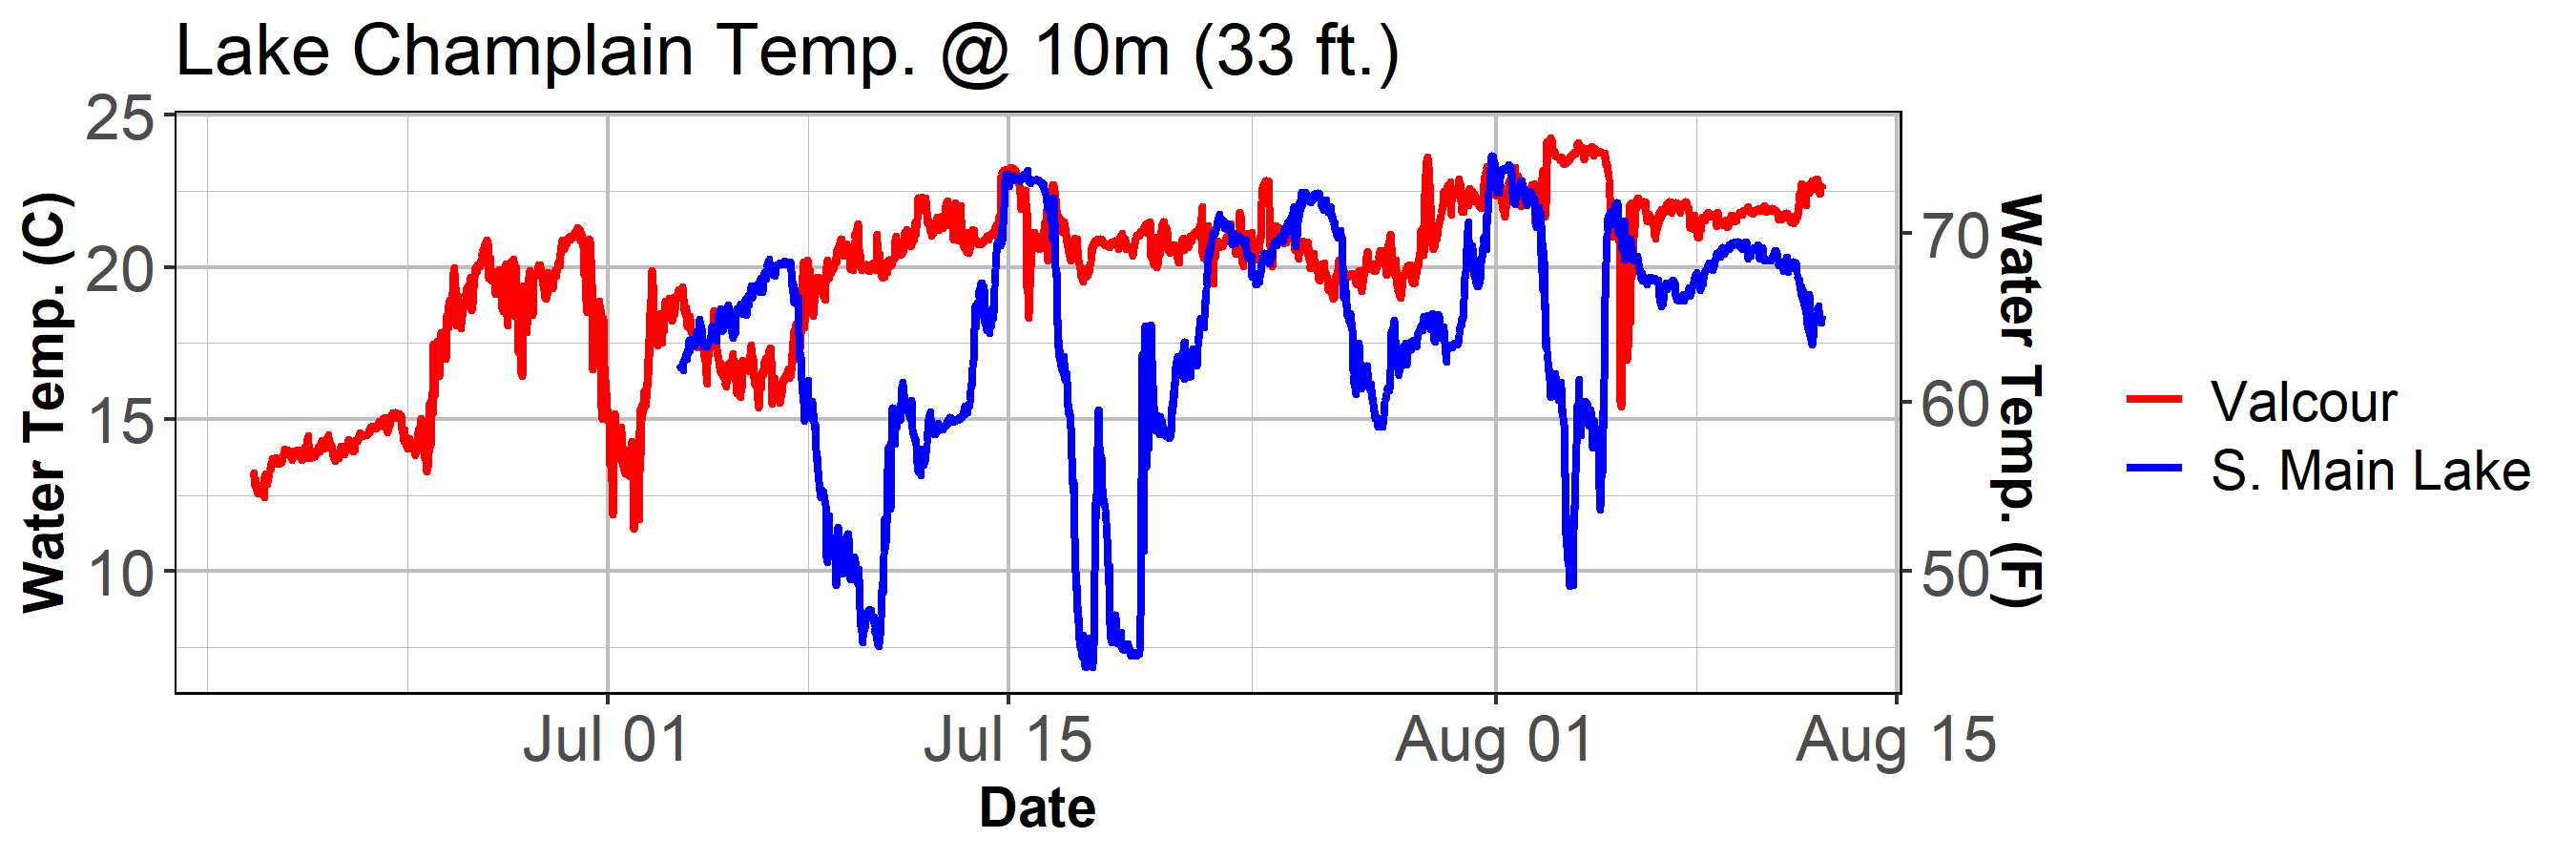 Lake Champlain Temp. @ 10m (33 ft.)
Water Temp. (C)
25
20
15
10
70
60
50
Water Temp. (F)
Jul 01
Jul 15
Aug 01
Aug 15
Date
Valcour
S. Main Lake